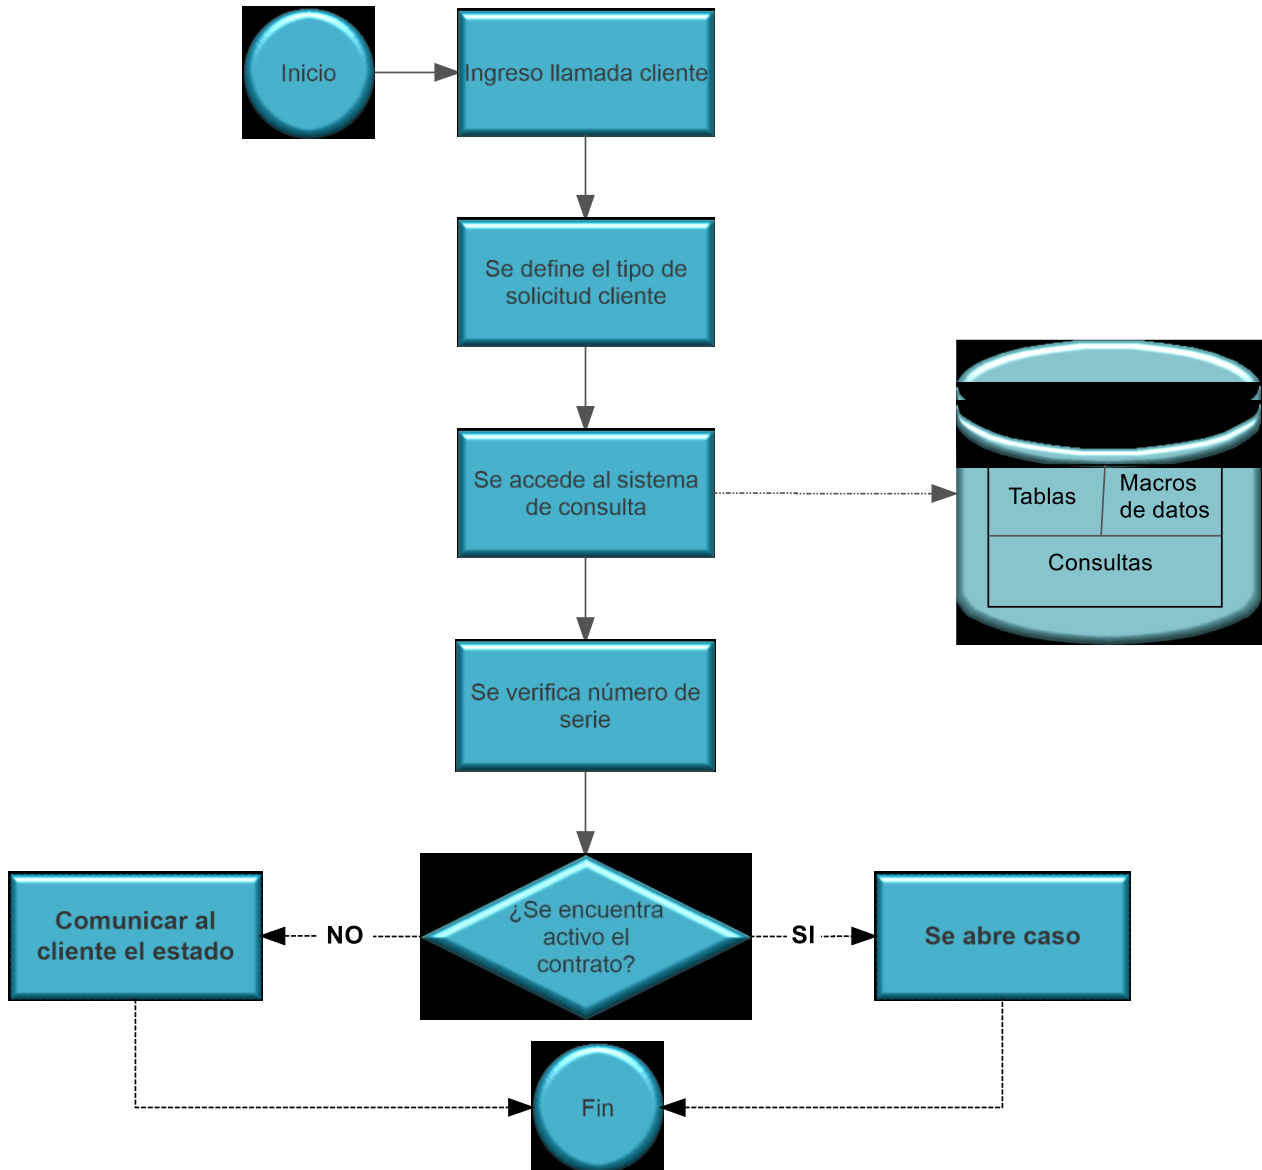 Inicio
Ingreso llamada cliente
Se define el tipo de
solicitud cliente
Se accede al sistema
de consulta
Tablas
Macros
de datos
Consultas
Se verifica número de
serie
¿Se encuentra
activo el
contrato?
NO
SI
Comunicar al
cliente el estado
Se abre caso
Fin